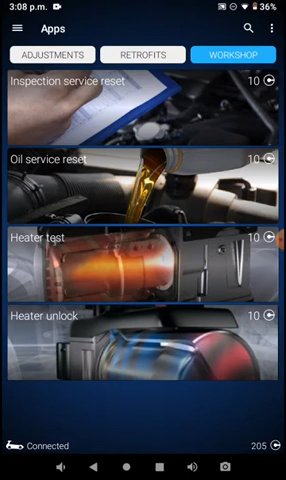 3:08 p.m.
36%
Apps
ADJUSTMENTS
RETROFITS
WORKSHOP
Inspection service reset 10
Oil service reset 10
Heater test 10
Heater unlock 10
Connected 205